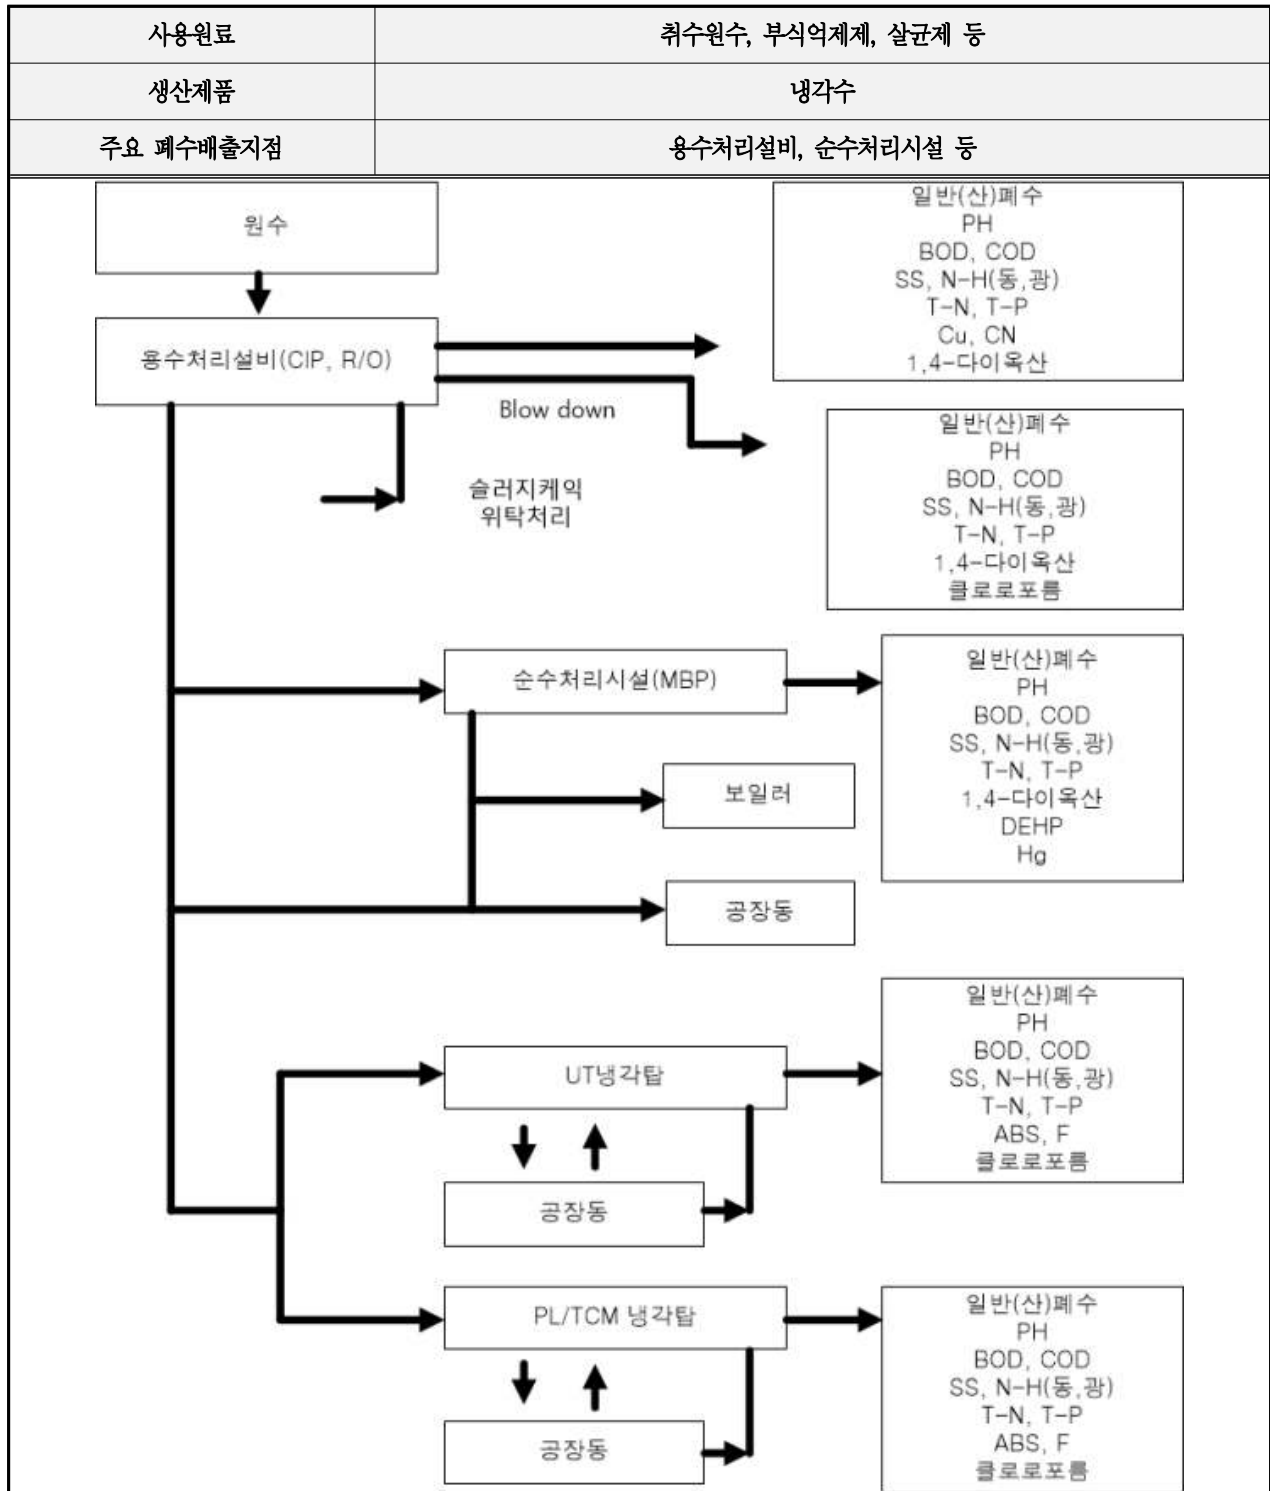 사용원료
취수원수, 부식억제제, 살균제 등
생산제품
냉각수
주요 폐수배출지점
용수처리설비, 순수처리시설 등
원수
일반(산)폐수
PH
BOD, COD
SS, N-H(동,광)
T-N, T-P
Cu, CN
1,4-다이옥산
용수처리설비(CIP, R/O)
Blow down
일반(산)폐수
PH
BOD, COD
SS, N-H(동,광)
T-N, T-P
1,4-다이옥산
클로로포름
슬러지케익
위탁처리
순수처리시설(MBP)
일반(산)폐수
PH
BOD, COD
SS, N-H(동,광)
T-N, T-P
1,4-다이옥산
DEHP
Hg
보일러
공장동
UT냉각탑
일반(산)폐수
PH
BOD, COD
SS, N-H(동,광)
T-N, T-P
ABS, F
클로로포름
공장동
PL/TCM 냉각탑
일반(산)폐수
PH
BOD, COD
SS, N-H(동,광)
T-N, T-P
ABS, F
클로로포름
공장동